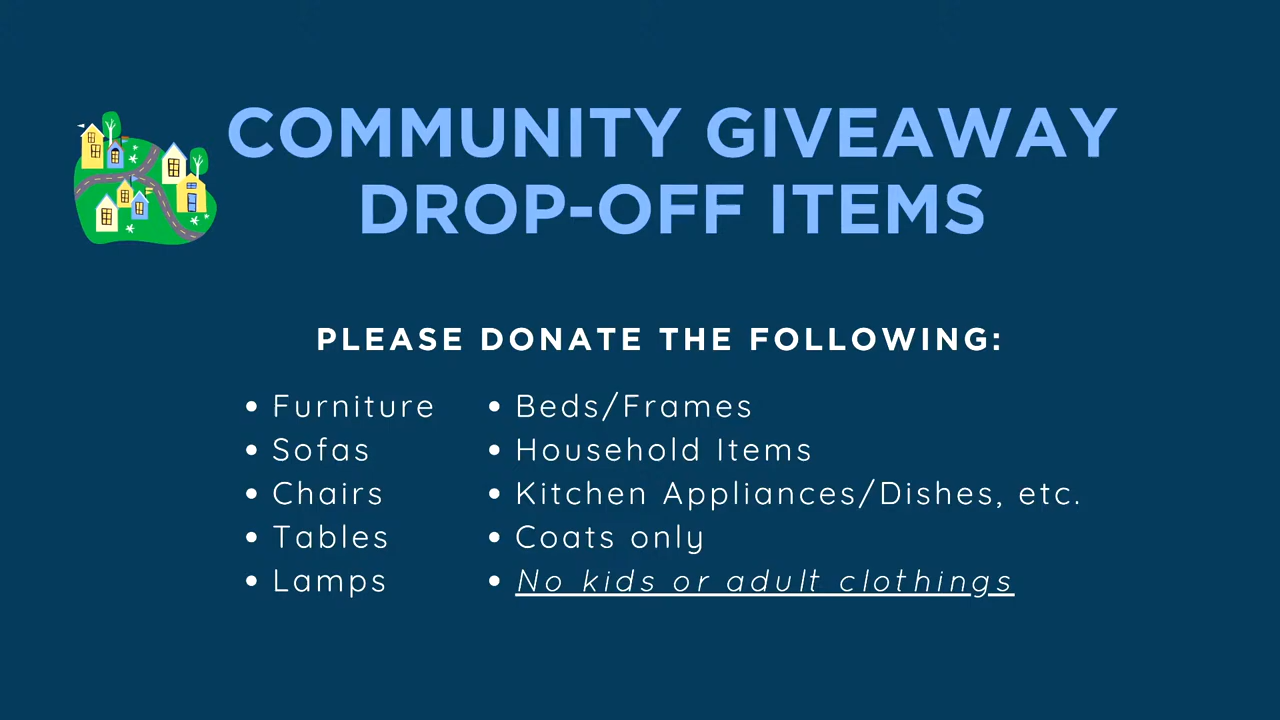 COMMUNITY GIVEAWAY
DROP-OFF ITEMS
PLEASE DONATE THE FOLLOWING:
• Furniture
• Sofas
• Chairs
• Tables
• Lamps
• Beds/Frames
• Household Items
• Kitchen Appliances/Dishes, etc.
• Coats only
• No kids or adult clothings